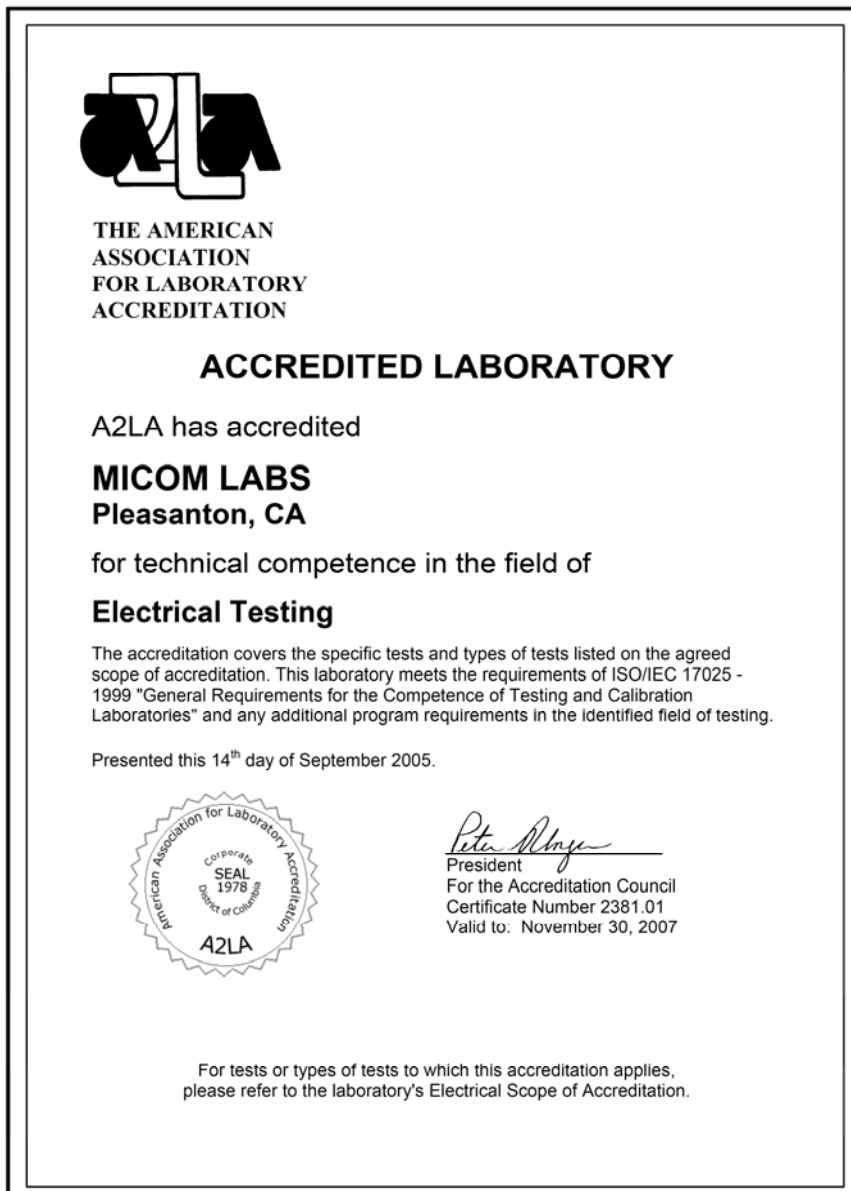 A2LA
THE AMERICAN
ASSOCIATION
FOR LABORATORY
ACCREDITATION
ACCREDITED LABORATORY
A2LA has accredited
MICOM LABS
Pleasanton, CA
for technical competence in the field of
Electrical Testing
The accreditation covers the specific tests and types of tests listed on the agreed
scope of accreditation. This laboratory meets the requirements of ISO/IEC 17025 -
1999 "General Requirements for the Competence of Testing and Calibration
Laboratories" and any additional program requirements in the identified field of testing.
Presented this 14th day of September 2005.
American Association for Laboratory Accreditation
Corporate
SEAL
1978
District of Columbia
A2LA
Peter
President
For the Accreditation Council
Certificate Number 2381.01
Valid to: November 30, 2007
For tests or types of tests to which this accreditation applies,
please refer to the laboratory's Electrical Scope of Accreditation.